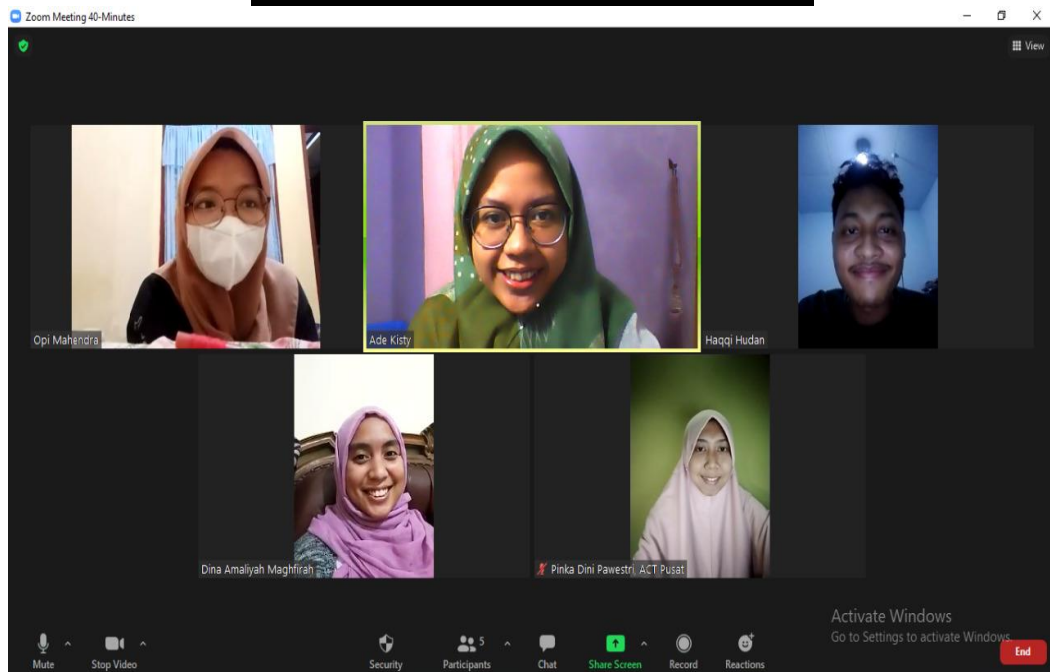 Zoom Meeting 40-Minutes
View
Opi Mahendra
Ade Kisty
Haqqi Hudan
Dina Amaliyah Maghfirah
Pinka Dini Pawestri, ACT Pusat
Activate Windows
Go to Settings to activate Windows.
Mute
Stop Video
Security
Participants
5
Chat
Share Screen
Record
Reactions
End